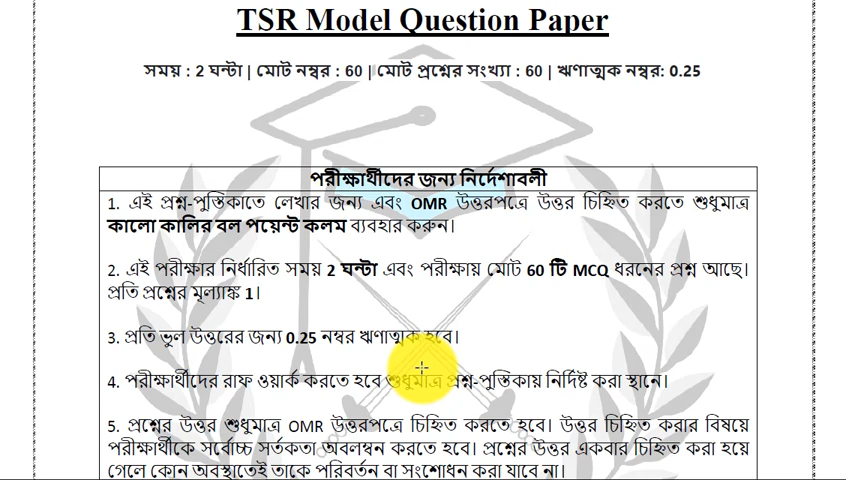 TSR Model Question Paper
সময় : 2 ঘন্টা | মোট নম্বর : 60 | মোট প্রশ্নের সংখ্যা : 60 | ঋণাত্মক নম্বর: 0.25
পরীক্ষার্থীদের জন্য নির্দেশাবলী
1. এই প্রশ্ন-পুস্তিকাতে লেখার জন্য এবং OMR উত্তরপত্রে উত্তর চিহ্নিত করতে শুধুমাত্র
কালো কালির বল পয়েন্ট কলম ব্যবহার করুন।
2. এই পরীক্ষার নির্ধারিত সময় 2 ঘন্টা এবং পরীক্ষায় মোট 60 টি MCQ ধরনের প্রশ্ন আছে।
প্রতি প্রশ্নের মূল্যাঙ্ক 1।
3. প্রতি ভুল উত্তরের জন্য 0.25 নম্বর ঋণাত্মক হবে।
4. পরীক্ষার্থীদের রাফ ওয়ার্ক করতে হবে শুধুমাত্র প্রশ্ন-পুস্তিকায় নির্দিষ্ট করা স্থানে।
5. প্রশ্নের উত্তর শুধুমাত্র OMR উত্তরপত্রে চিহ্নিত করতে হবে। উত্তর চিহ্নিত করার বিষয়ে
পরীক্ষার্থীকে সর্বোচ্চ সর্তকতা অবলম্বন করতে হবে। প্রশ্নের উত্তর একবার চিহ্নিত করা হয়ে
গেলে কোন অবস্থাতেই তাকে পরিবর্তন বা সংশোধন করা যাবে না।